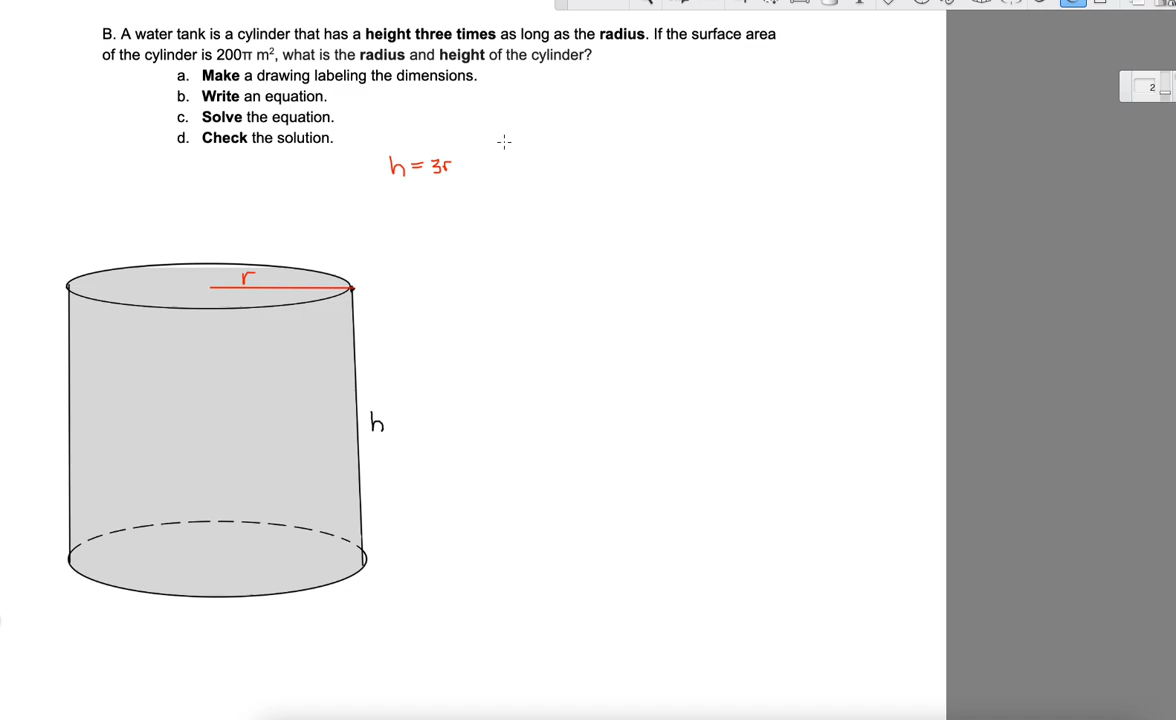 B. A water tank is a cylinder that has a height three times as long as the radius. If the surface area
of the cylinder is 200π m², what is the radius and height of the cylinder?
a. Make a drawing labeling the dimensions.
b. Write an equation.
c. Solve the equation.
d. Check the solution.
h = 3r
r
h
2